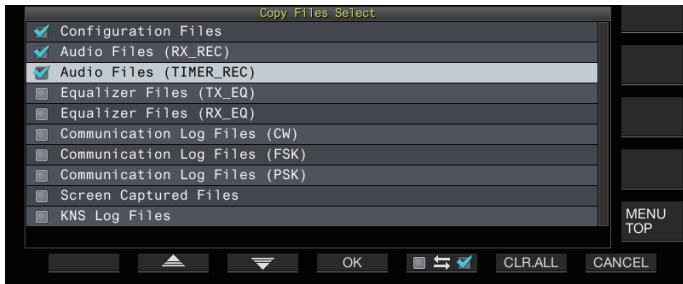 Copy Files Select
Configuration Files
Audio Files (RX_REC)
Audio Files (TIMER_REC)
Equalizer Files (TX_EQ)
Equalizer Files (RX_EQ)
Communication Log Files (CW)
Communication Log Files (FSK)
Communication Log Files (PSK)
Screen Captured Files
KNS Log Files
MENU
TOP
OK
CLR.ALL
CANCEL